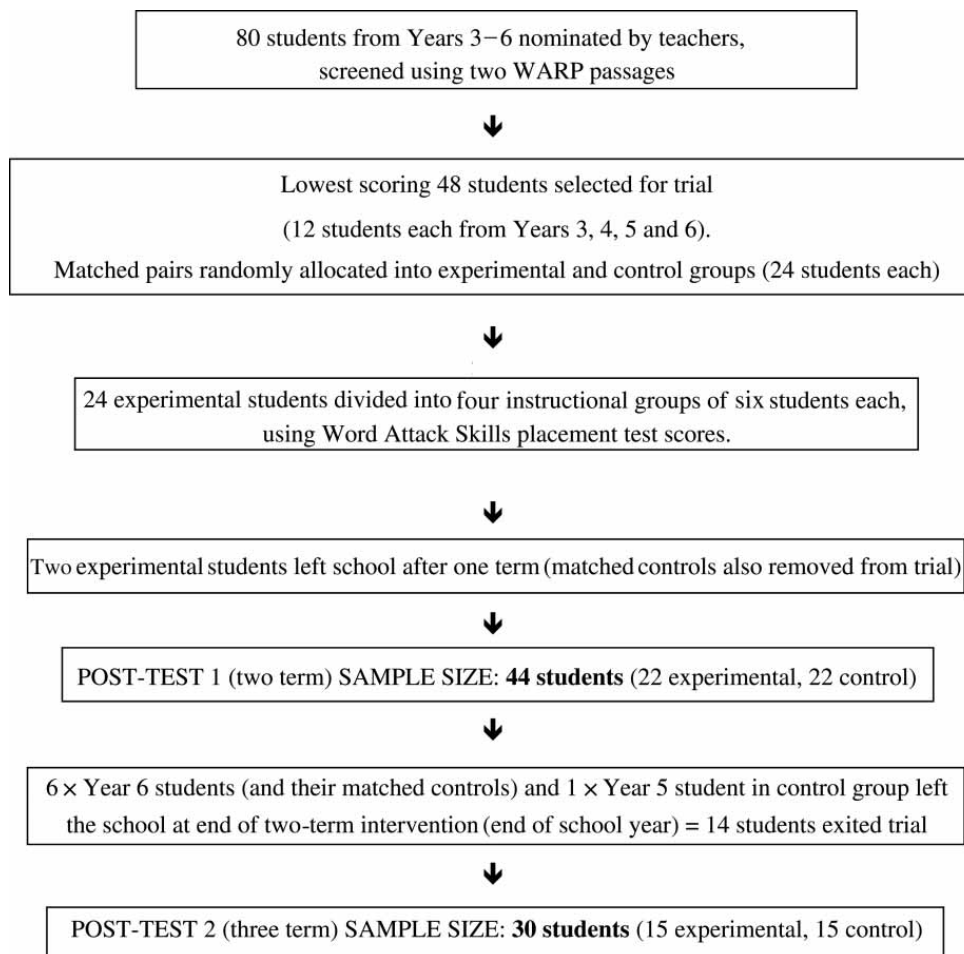 80 students from Years 3−6 nominated by teachers,
screened using two WARP passages
Lowest scoring 48 students selected for trial
(12 students each from Years 3, 4, 5 and 6).
Matched pairs randomly allocated into experimental and control groups (24 students each)
24 experimental students divided into four instructional groups of six students each,
using Word Attack Skills placement test scores.
Two experimental students left school after one term (matched controls also removed from trial)
POST-TEST 1 (two term) SAMPLE SIZE: 44 students (22 experimental, 22 control)
6 × Year 6 students (and their matched controls) and 1 × Year 5 student in control group left
the school at end of two-term intervention (end of school year) = 14 students exited trial
POST-TEST 2 (three term) SAMPLE SIZE: 30 students (15 experimental, 15 control)